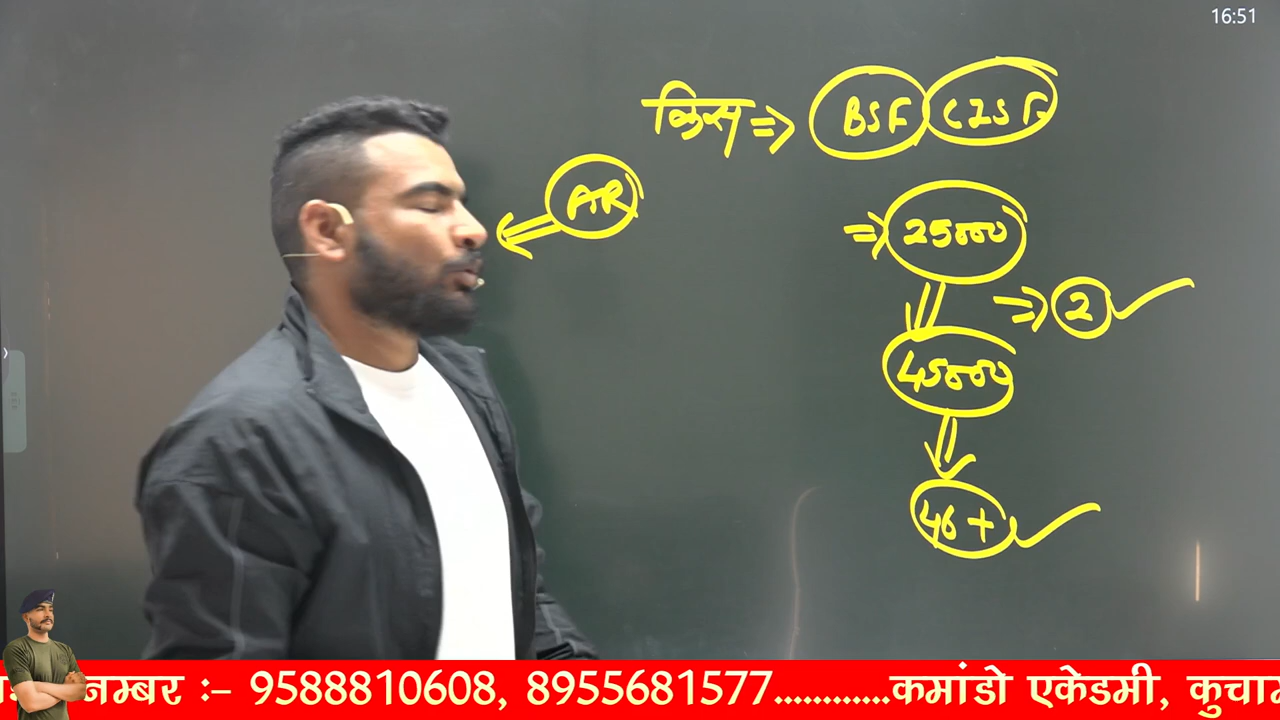 16:51
किस => BSF CISF
AR
=> 25000
=> 2
45000
46+
नम्बर :- 9588810608, 8955681577............कमांडो एकेडमी, कुचाम